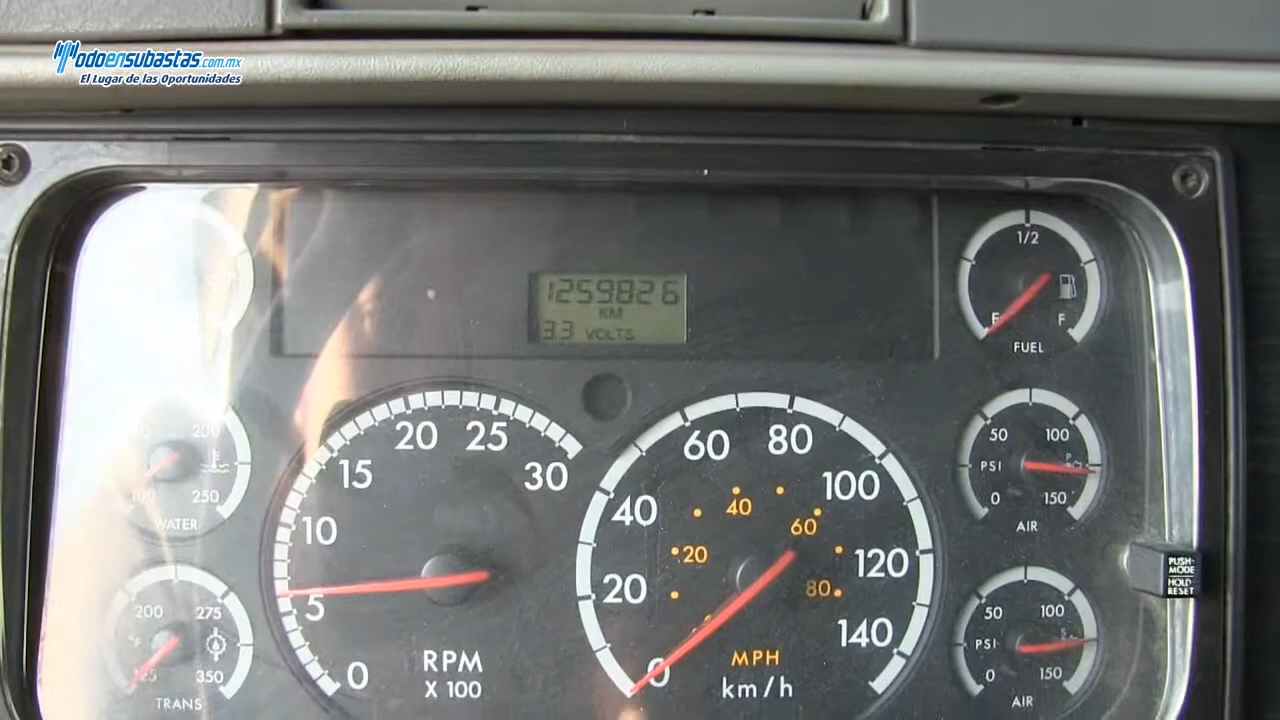 Modoensubastas.com.mx
El Lugar de las Oportunidades
1259826
KM
3.3 VOLTS
1/2
E F
FUEL
200
100 250
WATER
0 5 10 15 20 25 30
RPM
X 100
0 20 40 60 80 100 120 140
20 40 60 80
MPH
km/h
50 100
PSI
0 150
AIR
200 275
°F
350
TRANS
50 100
PSI
0 150
AIR
PUSH-
MODE
HOLD-
RESET